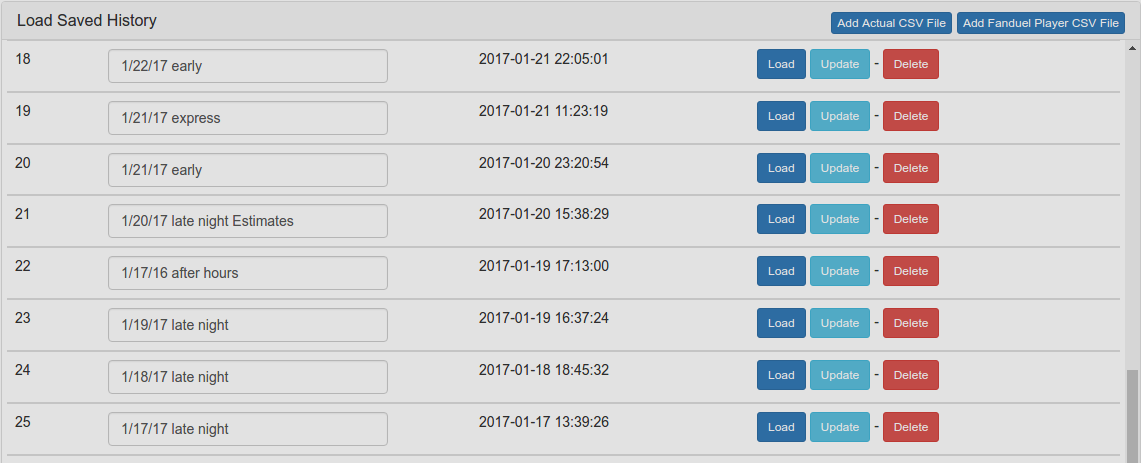 Load Saved History Add Actual CSV File Add Fanduel Player CSV File
18 1/22/17 early 2017-01-21 22:05:01 Load Update - Delete
19 1/21/17 express 2017-01-21 11:23:19 Load Update - Delete
20 1/21/17 early 2017-01-20 23:20:54 Load Update - Delete
21 1/20/17 late night Estimates 2017-01-20 15:38:29 Load Update - Delete
22 1/17/16 after hours 2017-01-19 17:13:00 Load Update - Delete
23 1/19/17 late night 2017-01-19 16:37:24 Load Update - Delete
24 1/18/17 late night 2017-01-18 18:45:32 Load Update - Delete
25 1/17/17 late night 2017-01-17 13:39:26 Load Update - Delete